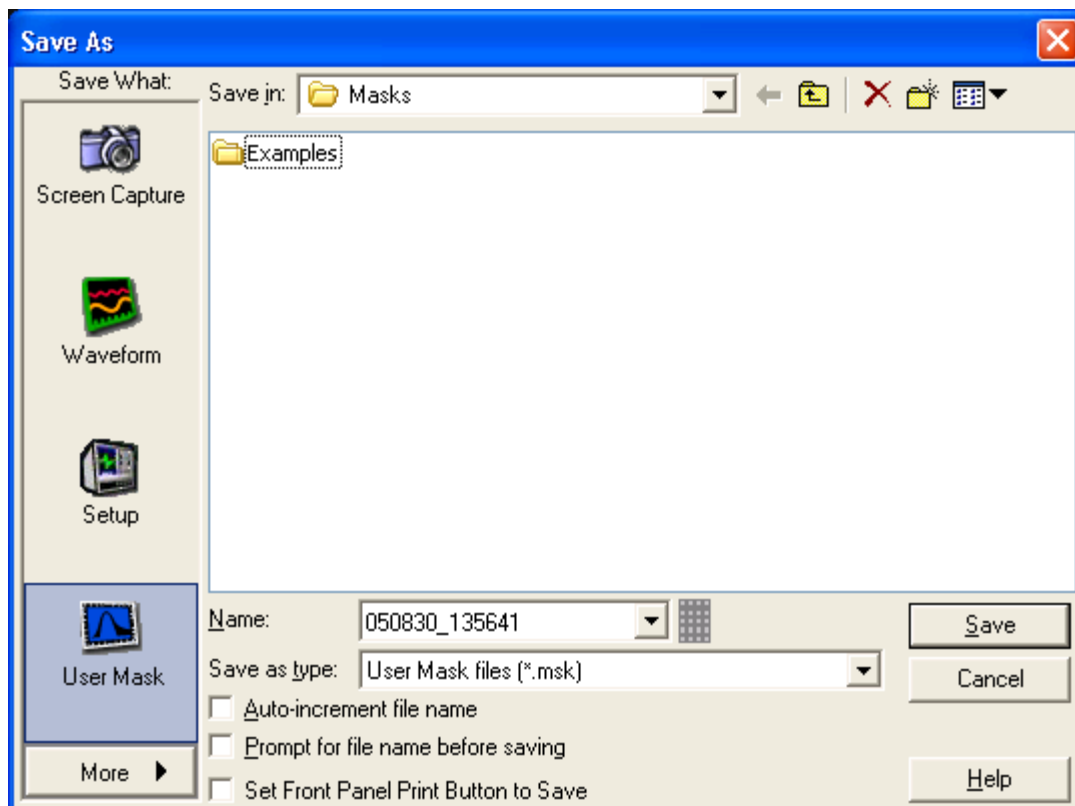 Save As
Save What:
Save in: Masks
Screen Capture
Waveform
Setup
User Mask
More
Examples
Name: 050830_135641
Save as type: User Mask files (*.msk)
Auto-increment file name
Prompt for file name before saving
Set Front Panel Print Button to Save
Save
Cancel
Help